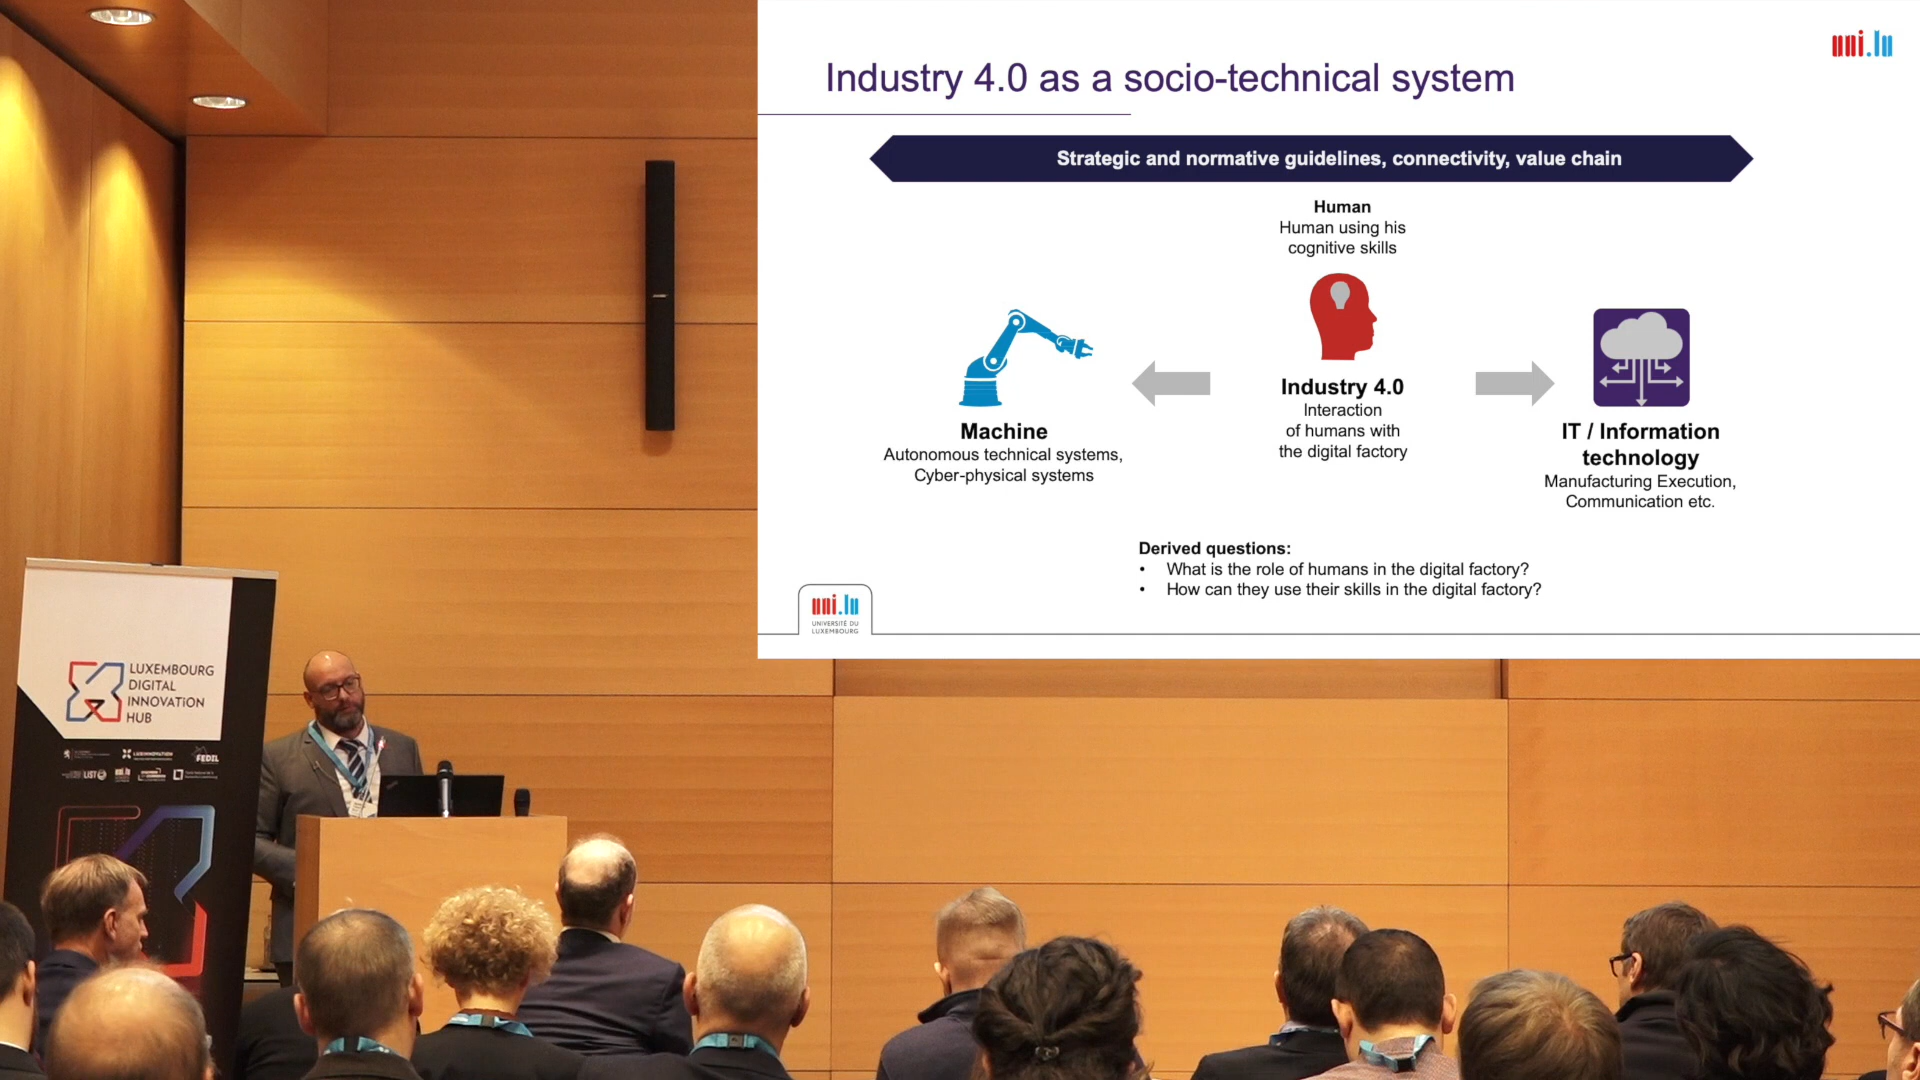 uni.lu
Industry 4.0 as a socio-technical system
Strategic and normative guidelines, connectivity, value chain
Human
Human using his
cognitive skills
Machine
Autonomous technical systems,
Cyber-physical systems
Industry 4.0
Interaction
of humans with
the digital factory
IT / Information
technology
Manufacturing Execution,
Communication etc.
Derived questions:
• What is the role of humans in the digital factory?
• How can they use their skills in the digital factory?
uni.lu
UNIVERSITÉ DU
LUXEMBOURG
LUXEMBOURG
DIGITAL
INNOVATION
HUB
LUXINNOVATION
FEDIL
LIST
uni.lu